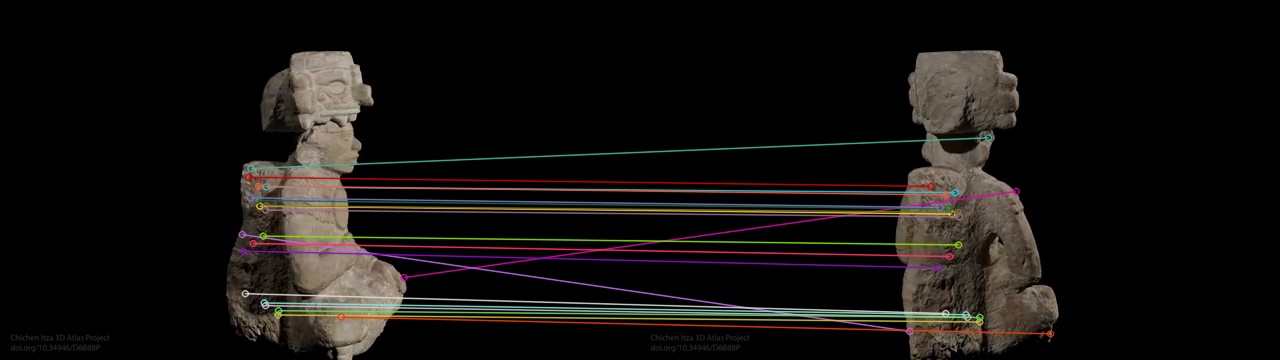 Chichen Itza 3D Atlas Project
doi.org/10.34946/D6B88P
Chichen Itza 3D Atlas Project
doi.org/10.34946/D6B88P